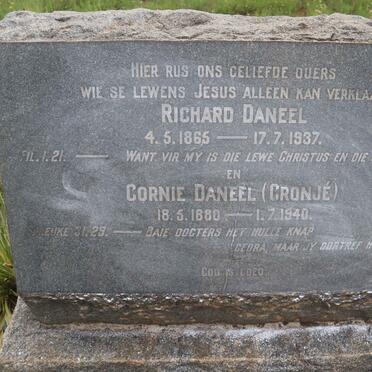 HIER RUS ONS GELIEFDE OUERS
WIE SE LEWENS JESUS ALLEEN KAN VERKLA
RICHARD DANEEL
4.5.1865 — 17.7.1937.
FIL.1.21. — WANT VIR MY IS DIE LEWE CHRISTUS EN DIE
EN
CORNIE DANEEL (CRONJÉ)
18.5.1880 — 1.7.1940.
SPREUKE 31.29. — BAIE DOGTERS HET HULLE KNAP
GEDRA, MAAR JY OORTREF H
GOD IS GOED.